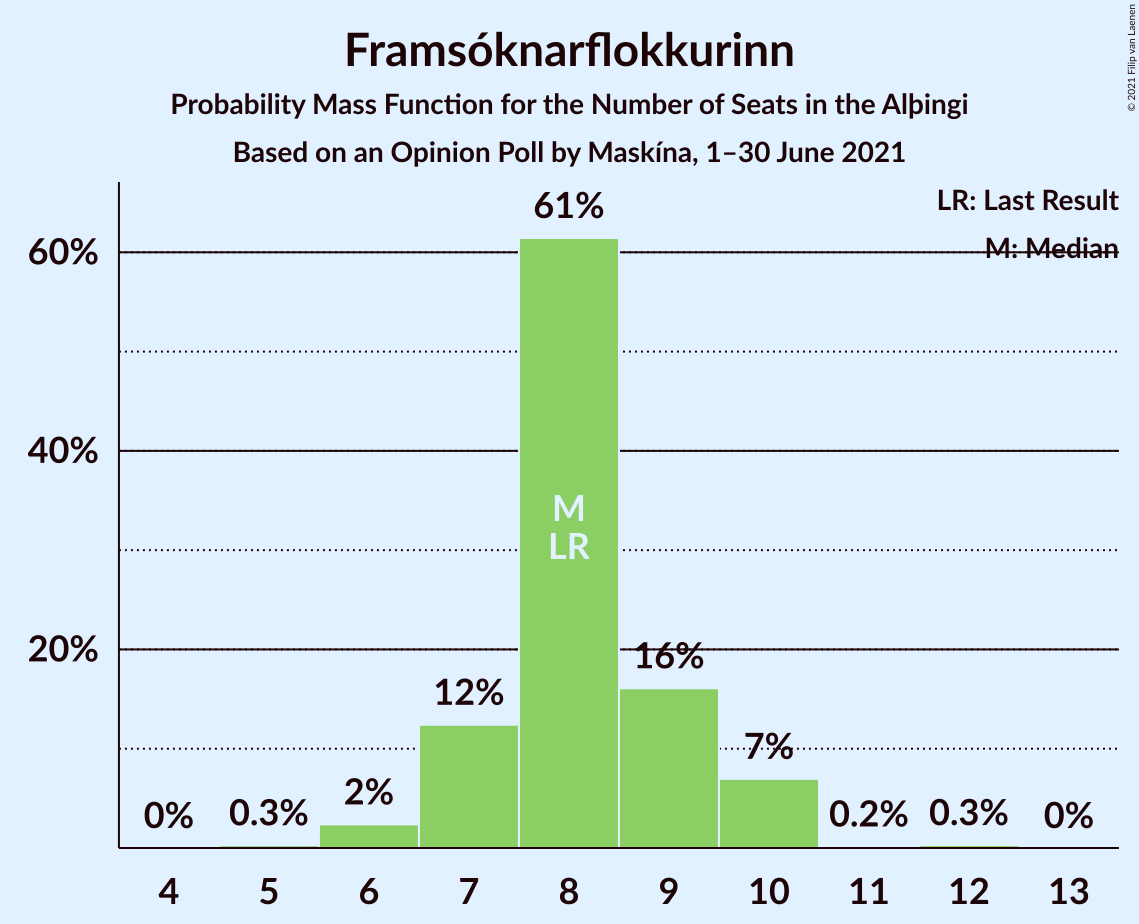 Framsóknarflokkurinn
Probability Mass Function for the Number of Seats in the Alþingi
Based on an Opinion Poll by Maskína, 1–30 June 2021
© 2021 Filip van Laenen
LR: Last Result
M: Median
60%
40%
20%
0%
0.3%
2%
12%
61%
16%
7%
0.2%
0.3%
0%
M
LR
4
5
6
7
8
9
10
11
12
13